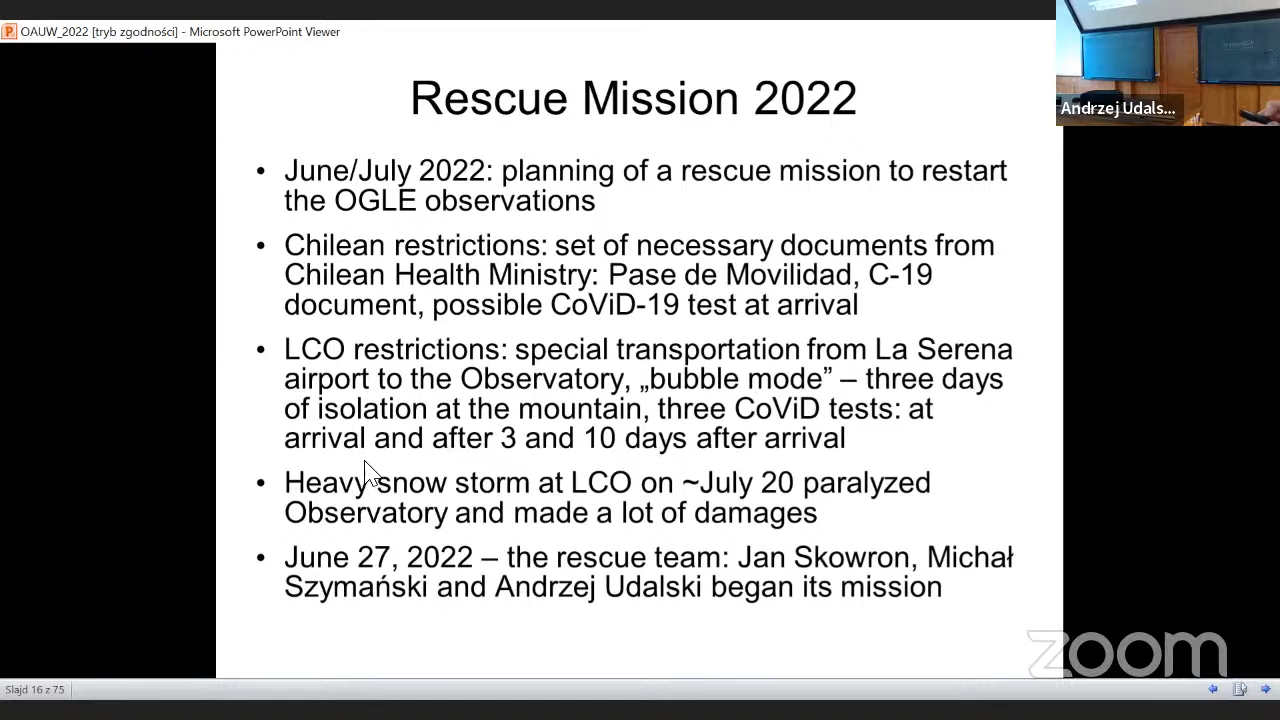 OAUW_2022 [tryb zgodności] - Microsoft PowerPoint Viewer
Andrzej Udals...
Rescue Mission 2022
• June/July 2022: planning of a rescue mission to restart
the OGLE observations
• Chilean restrictions: set of necessary documents from
Chilean Health Ministry: Pase de Movilidad, C-19
document, possible CoViD-19 test at arrival
• LCO restrictions: special transportation from La Serena
airport to the Observatory, „bubble mode” – three days
of isolation at the mountain, three CoViD tests: at
arrival and after 3 and 10 days after arrival
• Heavy snow storm at LCO on ~July 20 paralyzed
Observatory and made a lot of damages
• June 27, 2022 – the rescue team: Jan Skowron, Michał
Szymański and Andrzej Udalski began its mission
zoom
Slajd 16 z 75